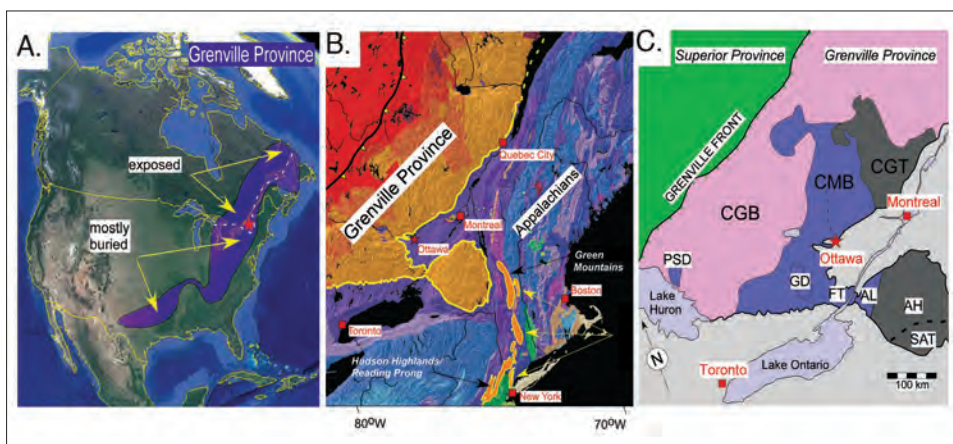 A.
Grenville Province
exposed
mostly
buried
B.
Grenville Province
Quebec City
Appalachians
Montreal
Ottawa
Green
Mountains
Boston
Toronto
Hudson Highlands/
Reading Prong
New York
80°W
70°W
C.
Superior Province
Grenville Province
GRENVILLE FRONT
CGT
CMB
CGB
Montreal
Ottawa
PSD
GD
FT
AL
Lake
Huron
AH
SAT
N
Toronto
Lake Ontario
100 km